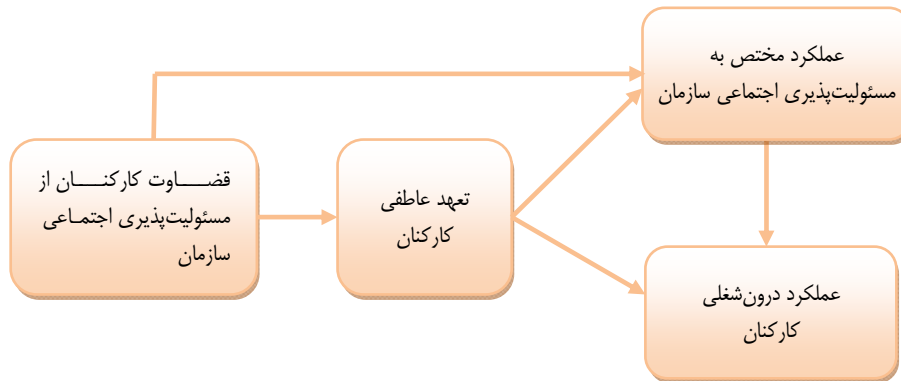 عملکرد مختص به
مسئولیت‌پذیری اجتماعی سازمان
قضاوت کارکنان از
مسئولیت‌پذیری اجتماعی
سازمان
تعهد عاطفی
کارکنان
عملکرد درون‌شغلی
کارکنان